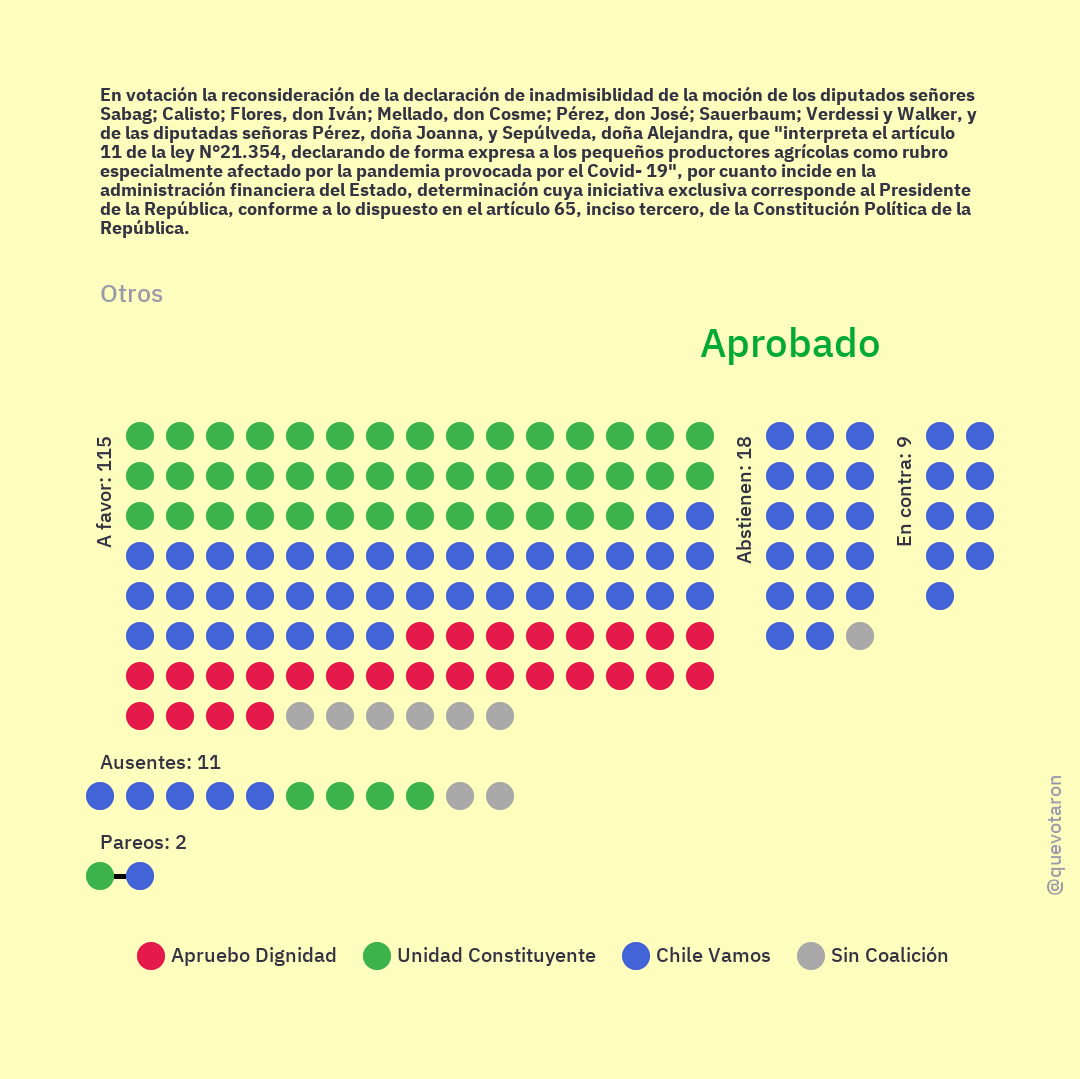 En votación la reconsideración de la declaración de inadmisiblidad de la moción de los diputados señores
Sabag; Calisto; Flores, don Iván; Mellado, don Cosme; Pérez, don José; Sauerbaum; Verdessi y Walker, y
de las diputadas señoras Pérez, doña Joanna, y Sepúlveda, doña Alejandra, que "interpreta el artículo
11 de la ley N°21.354, declarando de forma expresa a los pequeños productores agrícolas como rubro
especialmente afectado por la pandemia provocada por el Covid- 19", por cuanto incide en la
administración financiera del Estado, determinación cuya iniciativa exclusiva corresponde al Presidente
de la República, conforme a lo dispuesto en el artículo 65, inciso tercero, de la Constitución Política de la
República.
Otros
Aprobado
A favor: 115
Abstienen: 18
En contra: 9
Ausentes: 11
Pareos: 2
@quevotaron
Apruebo Dignidad
Unidad Constituyente
Chile Vamos
Sin Coalición